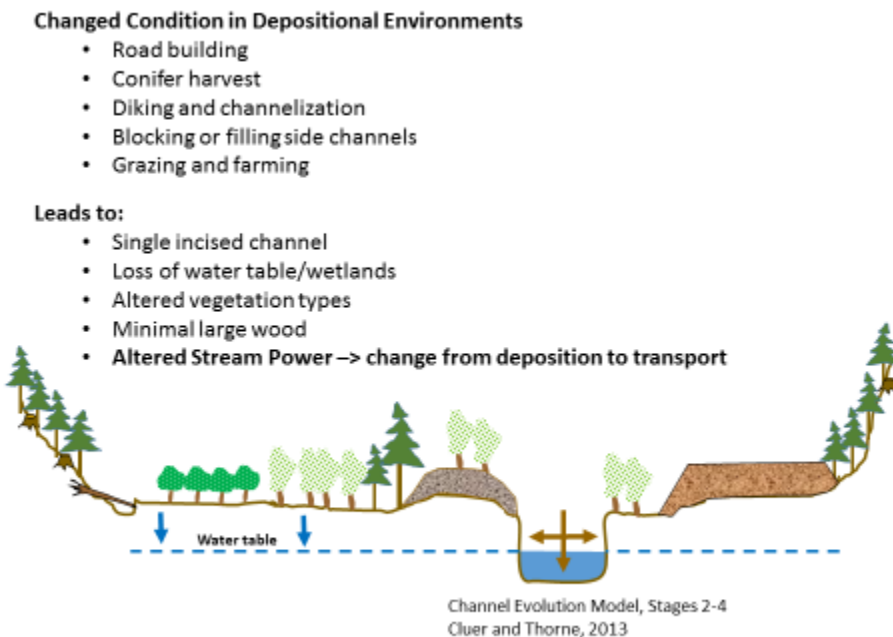 Changed Condition in Depositional Environments
• Road building
• Conifer harvest
• Diking and channelization
• Blocking or filling side channels
• Grazing and farming
Leads to:
• Single incised channel
• Loss of water table/wetlands
• Altered vegetation types
• Minimal large wood
• Altered Stream Power –> change from deposition to transport
Water table
Channel Evolution Model, Stages 2-4
Cluer and Thorne, 2013